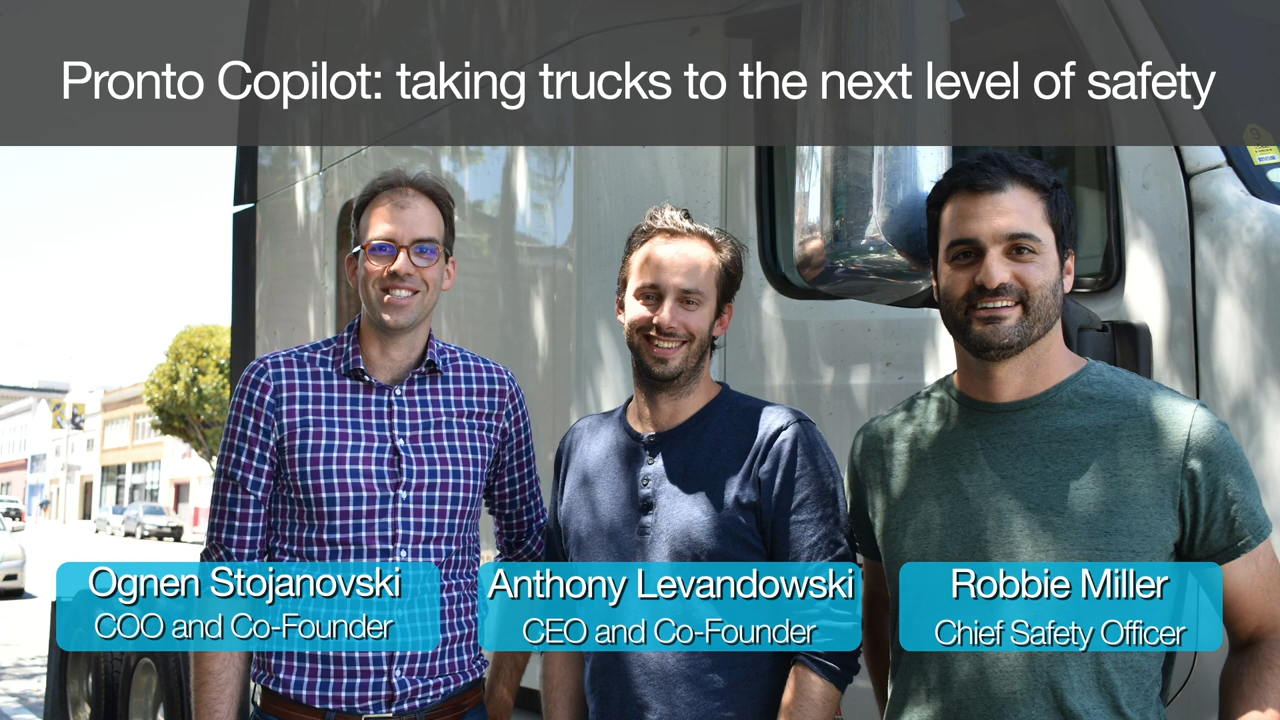 Pronto Copilot: taking trucks to the next level of safety
Ognen Stojanovski
COO and Co-Founder
Anthony Levandowski
CEO and Co-Founder
Robbie Miller
Chief Safety Officer